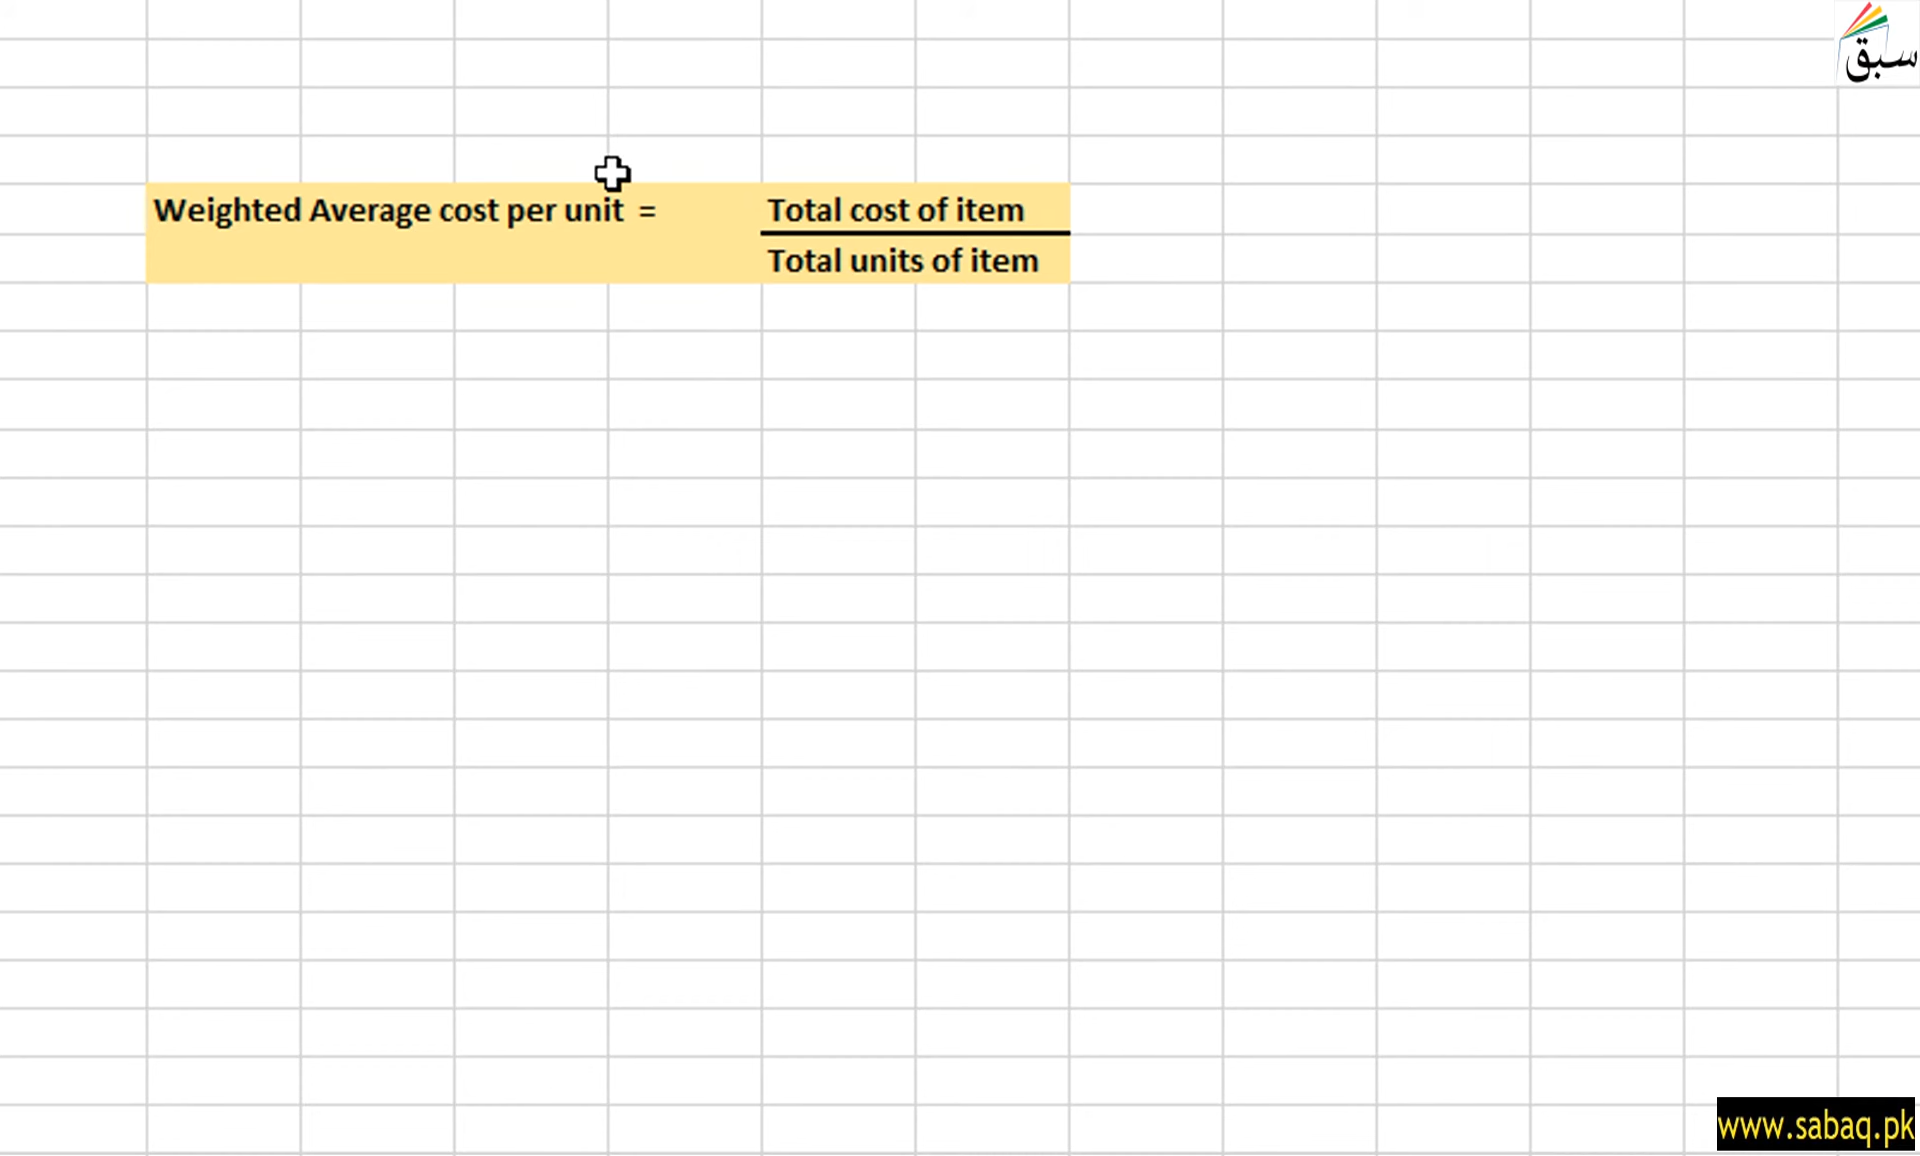 سبق
Weighted Average cost per unit = Total cost of item
Total units of item
www.sabaq.pk